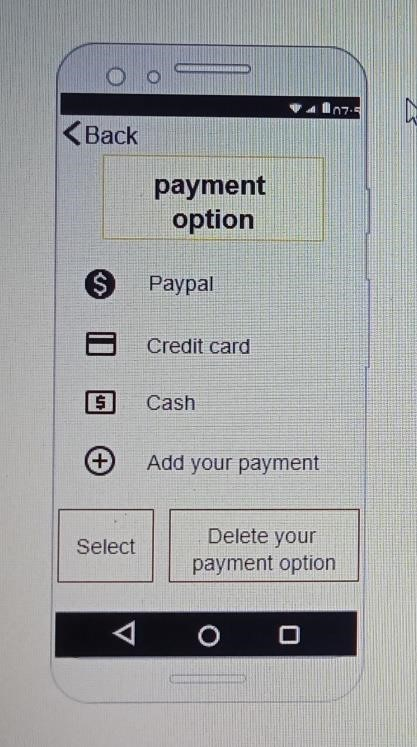 Back
payment
option
Paypal
Credit card
Cash
Add your payment
Select
Delete your
payment option